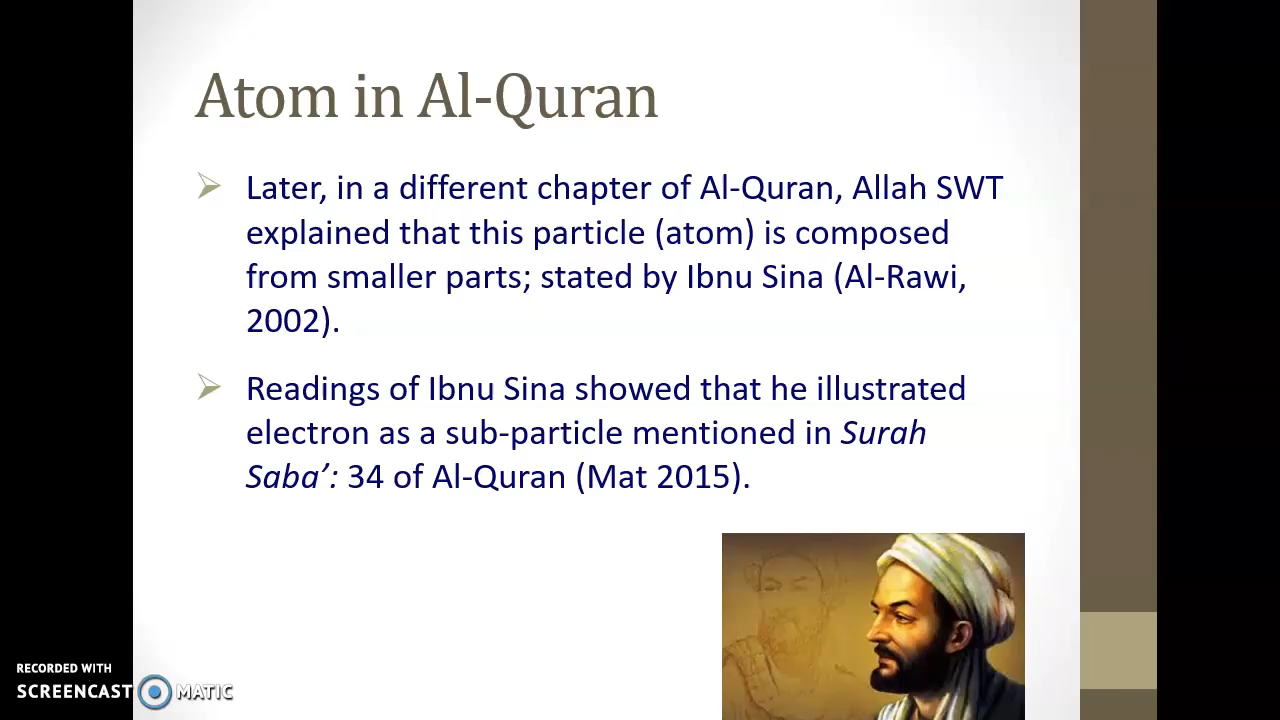 Atom in Al-Quran
Later, in a different chapter of Al-Quran, Allah SWT
explained that this particle (atom) is composed
from smaller parts; stated by Ibnu Sina (Al-Rawi,
2002).
Readings of Ibnu Sina showed that he illustrated
electron as a sub-particle mentioned in Surah
Saba’: 34 of Al-Quran (Mat 2015).
RECORDED WITH
SCREENCAST MATIC